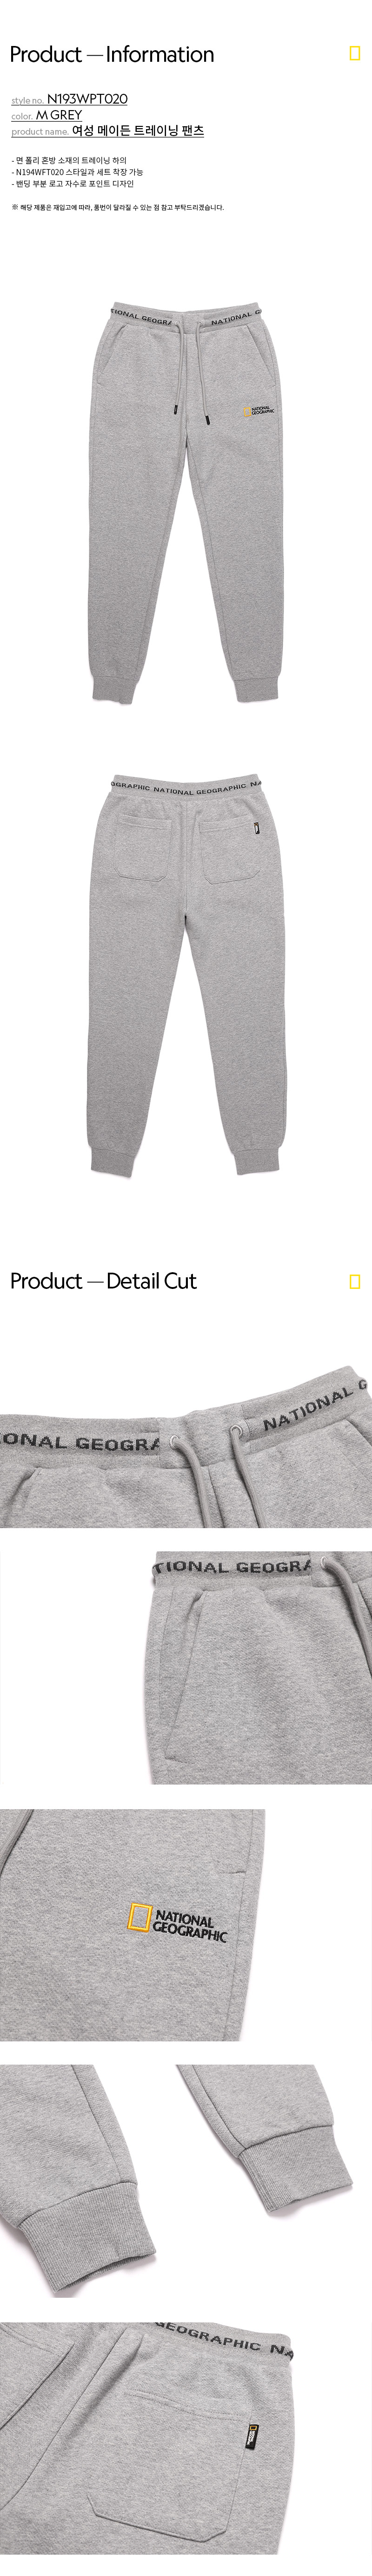 Product — Information
style no. N193WPT020
color. M GREY
product name. 여성 메이든 트레이닝 팬츠
- 면 폴리 혼방 소재의 트레이닝 하의
- N194WFT020 스타일과 세트 착장 가능
- 밴딩 부분 로고 자수로 포인트 디자인
※ 해당 제품은 재입고에 따라, 품번이 달라질 수 있는 점 참고 부탁드리겠습니다.
TIONAL GEOGRA NATIONAL G
NATIONAL
GEOGRAPHIC
OGRAPHIC NATIONAL GEOGRAPHIC NA
Product — Detail Cut
ONAL GEOGRA NATIONAL G
TIONAL GEOGRA
NATIONAL
GEOGRAPHIC
GEOGRAPHIC NA